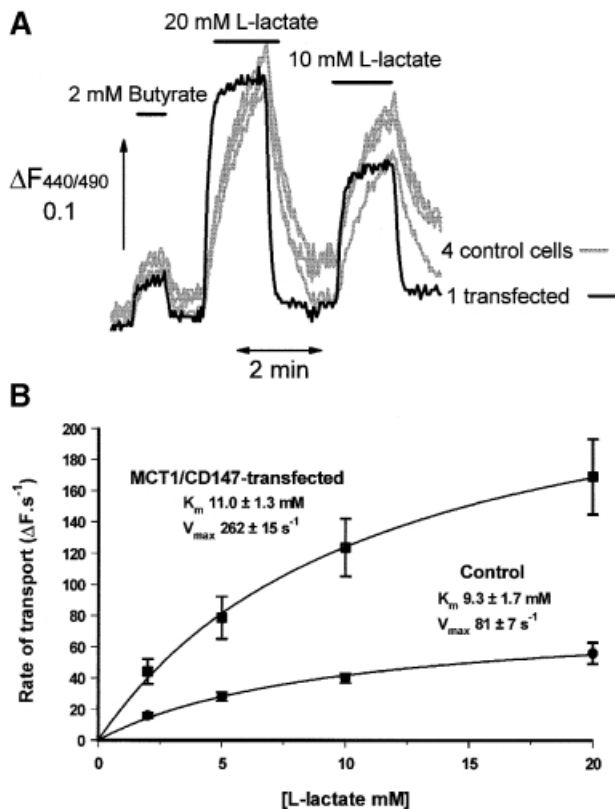 A
20 mM L-lactate
10 mM L-lactate
2 mM Butyrate
ΔF440/490
0.1
4 control cells
1 transfected
2 min
B
200
180
160
140
120
100
80
60
40
20
0
Rate of transport (ΔF.s⁻¹)
MCT1/CD147-transfected
Km 11.0 ± 1.3 mM
Vmax 262 ± 15 s⁻¹
Control
Km 9.3 ± 1.7 mM
Vmax 81 ± 7 s⁻¹
0 5 10 15 20
[L-lactate mM]